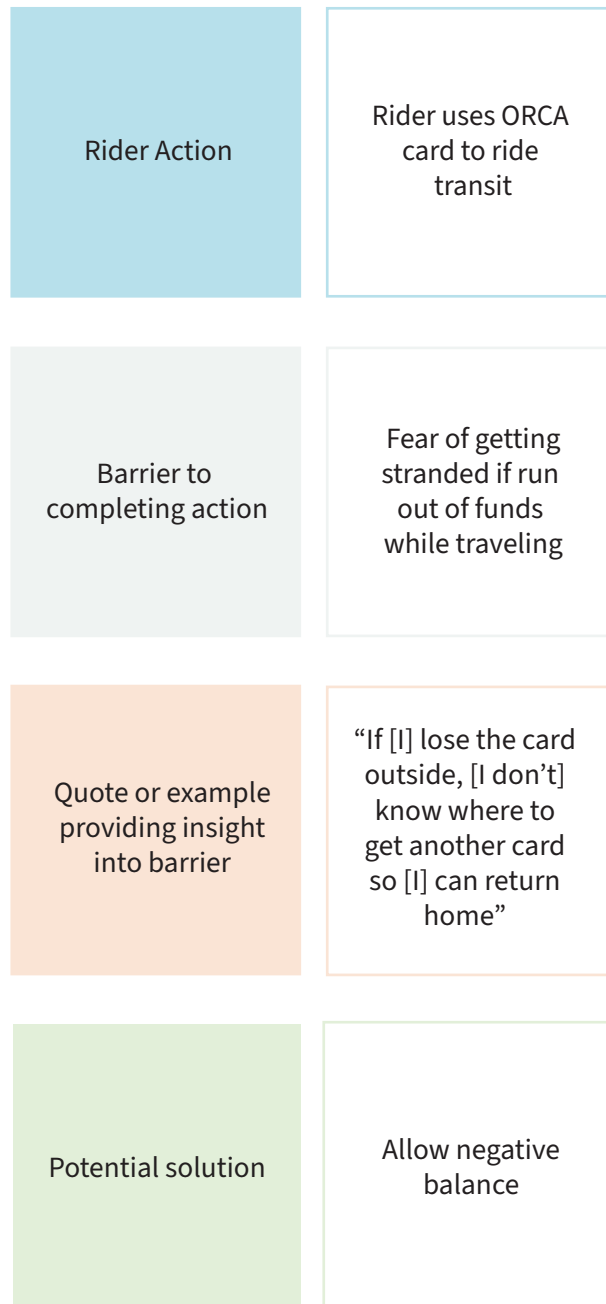 Rider Action
Rider uses ORCA
card to ride
transit
Barrier to
completing action
Fear of getting
stranded if run
out of funds
while traveling
Quote or example
providing insight
into barrier
“If [I] lose the card
outside, [I don’t]
know where to
get another card
so [I] can return
home”
Potential solution
Allow negative
balance